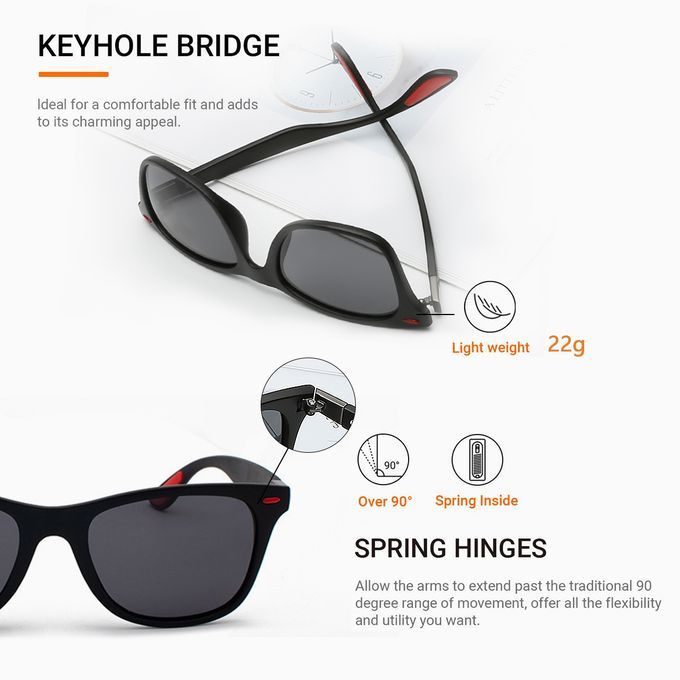 KEYHOLE BRIDGE
Ideal for a comfortable fit and adds
to its charming appeal.
Light weight 22g
90°
Over 90°
Spring Inside
SPRING HINGES
Allow the arms to extend past the traditional 90
degree range of movement, offer all the flexibility
and utility you want.